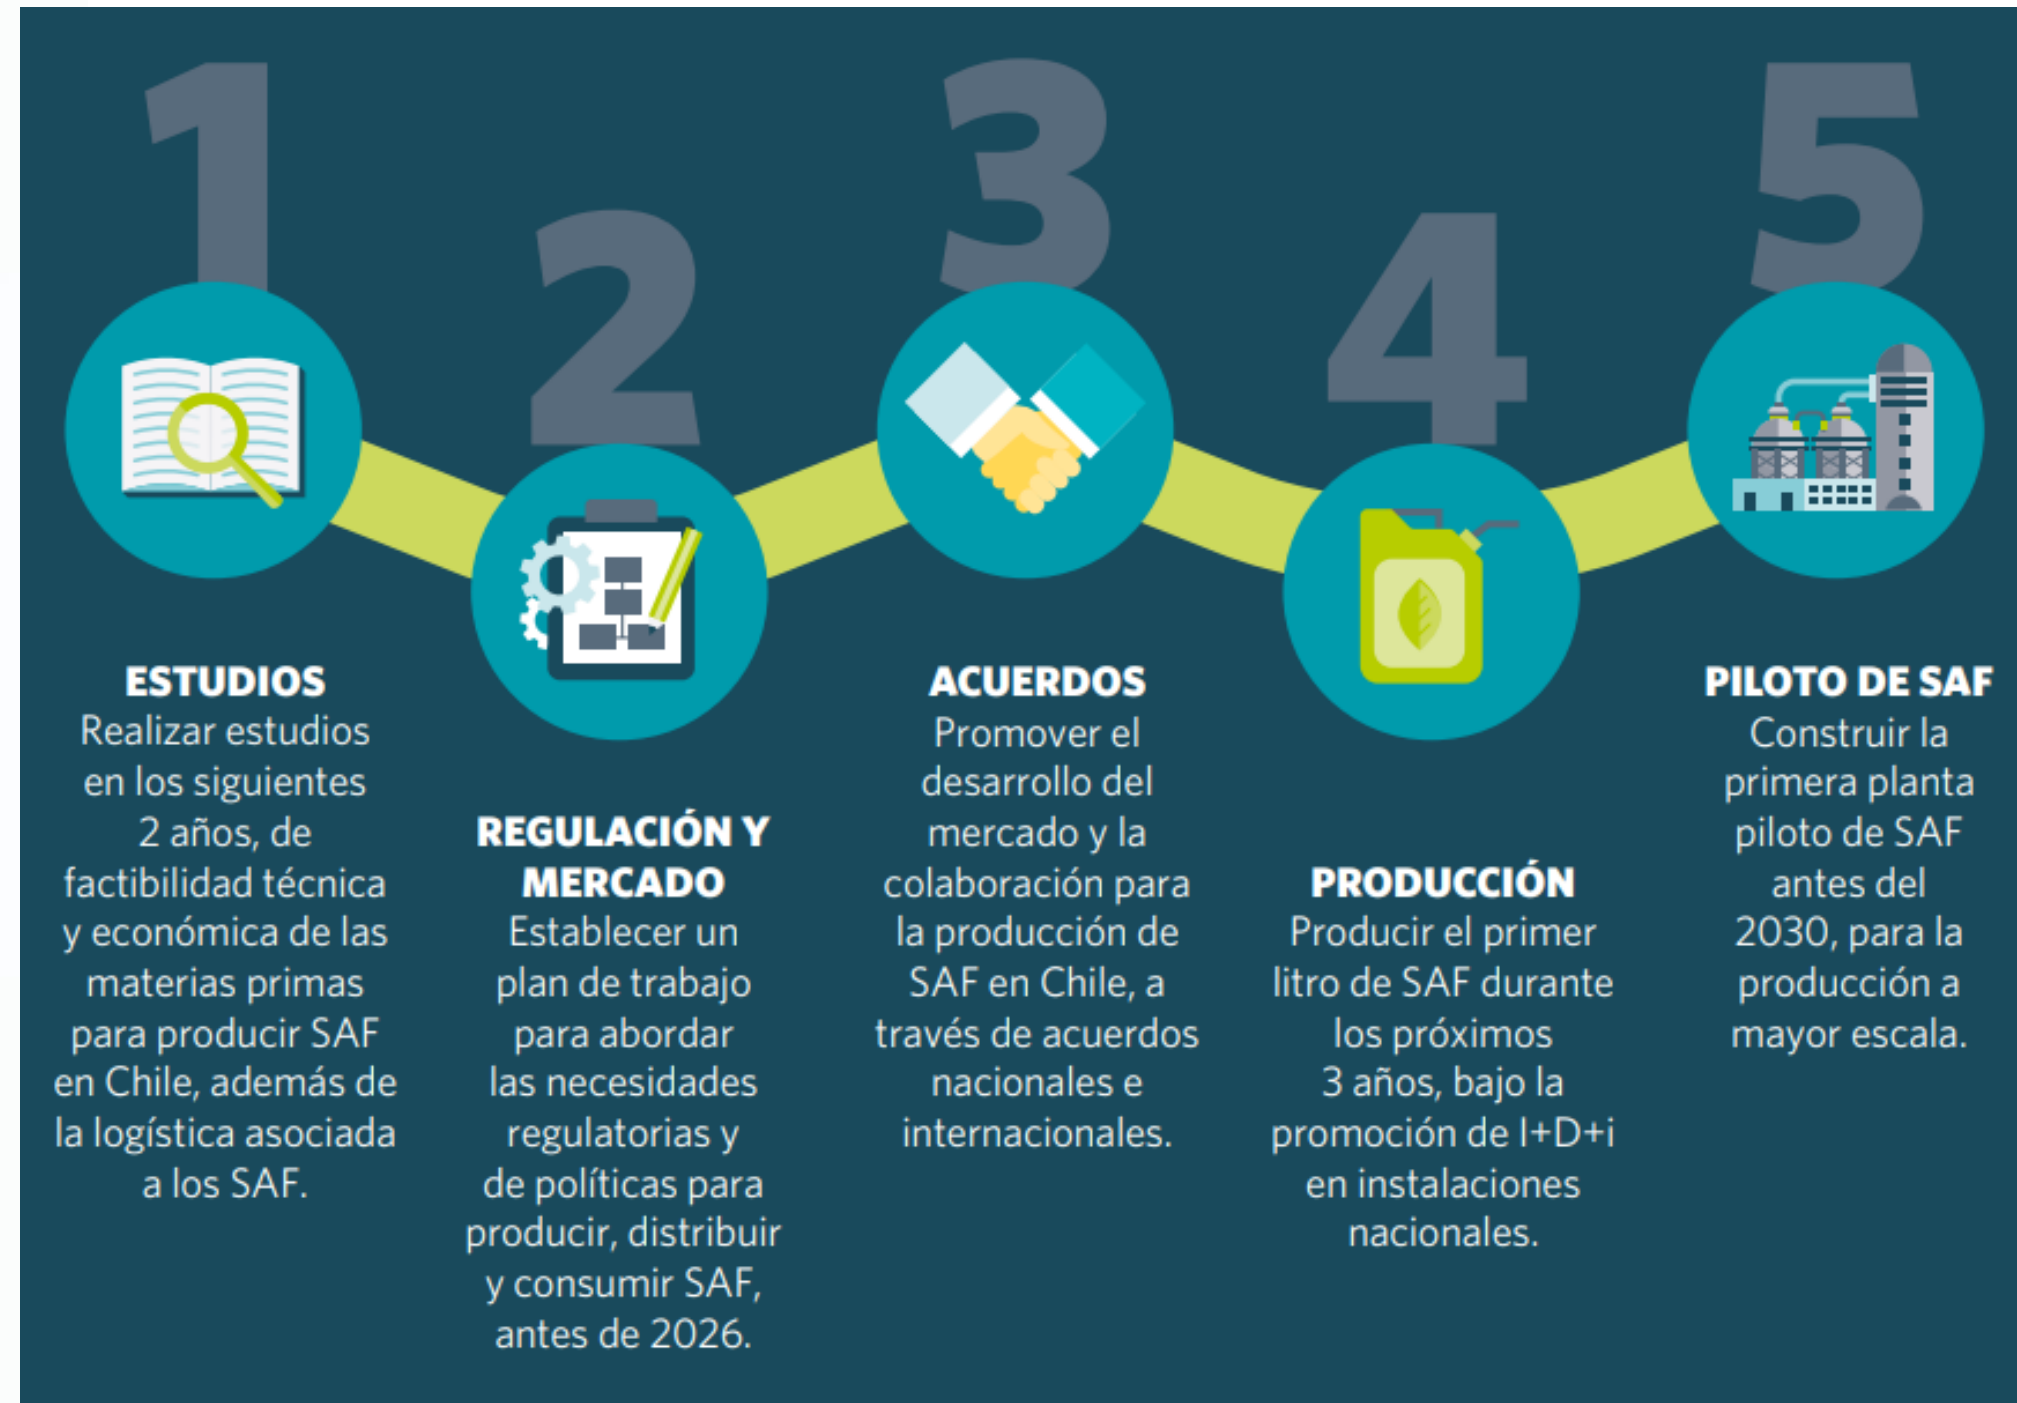 1
ESTUDIOS
Realizar estudios
en los siguientes
2 años, de
factibilidad técnica
y económica de las
materias primas
para producir SAF
en Chile, además de
la logística asociada
a los SAF.
2
REGULACIÓN Y
MERCADO
Establecer un
plan de trabajo
para abordar
las necesidades
regulatorias y
de políticas para
producir, distribuir
y consumir SAF,
antes de 2026.
3
ACUERDOS
Promover el
desarrollo del
mercado y la
colaboración para
la producción de
SAF en Chile, a
través de acuerdos
nacionales e
internacionales.
4
PRODUCCIÓN
Producir el primer
litro de SAF durante
los próximos
3 años, bajo la
promoción de I+D+i
en instalaciones
nacionales.
5
PILOTO DE SAF
Construir la
primera planta
piloto de SAF
antes del
2030, para la
producción a
mayor escala.